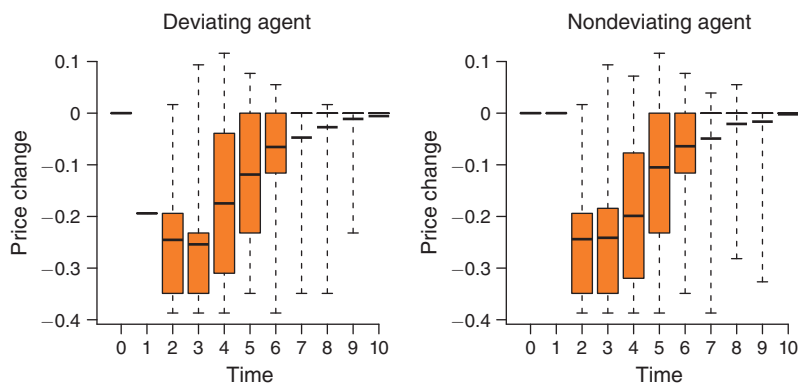 Deviating agent
Price change
0.1
0
−0.1
−0.2
−0.3
−0.4
0 1 2 3 4 5 6 7 8 9 10
Time
Nondeviating agent
Price change
0.1
0
−0.1
−0.2
−0.3
−0.4
0 1 2 3 4 5 6 7 8 9 10
Time